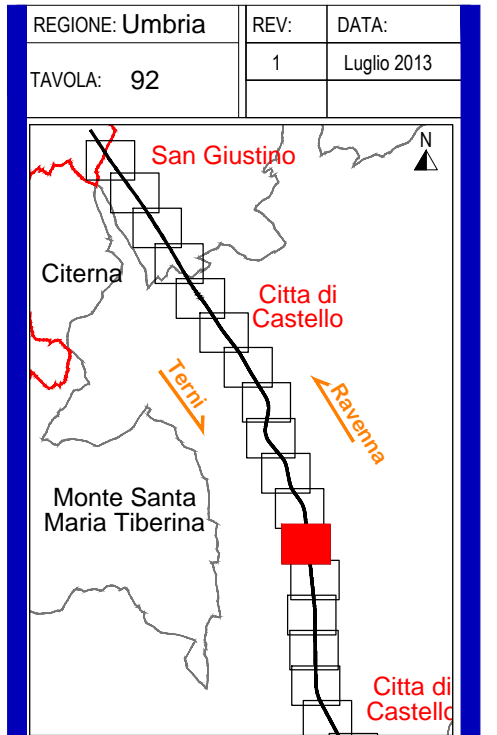 REGIONE: Umbria
REV:
DATA:
TAVOLA: 92
1
Luglio 2013
N
San Giustino
Citerna
Citta di
Castello
Terni
Ravenna
Monte Santa
Maria Tiberina
Citta di
Castello